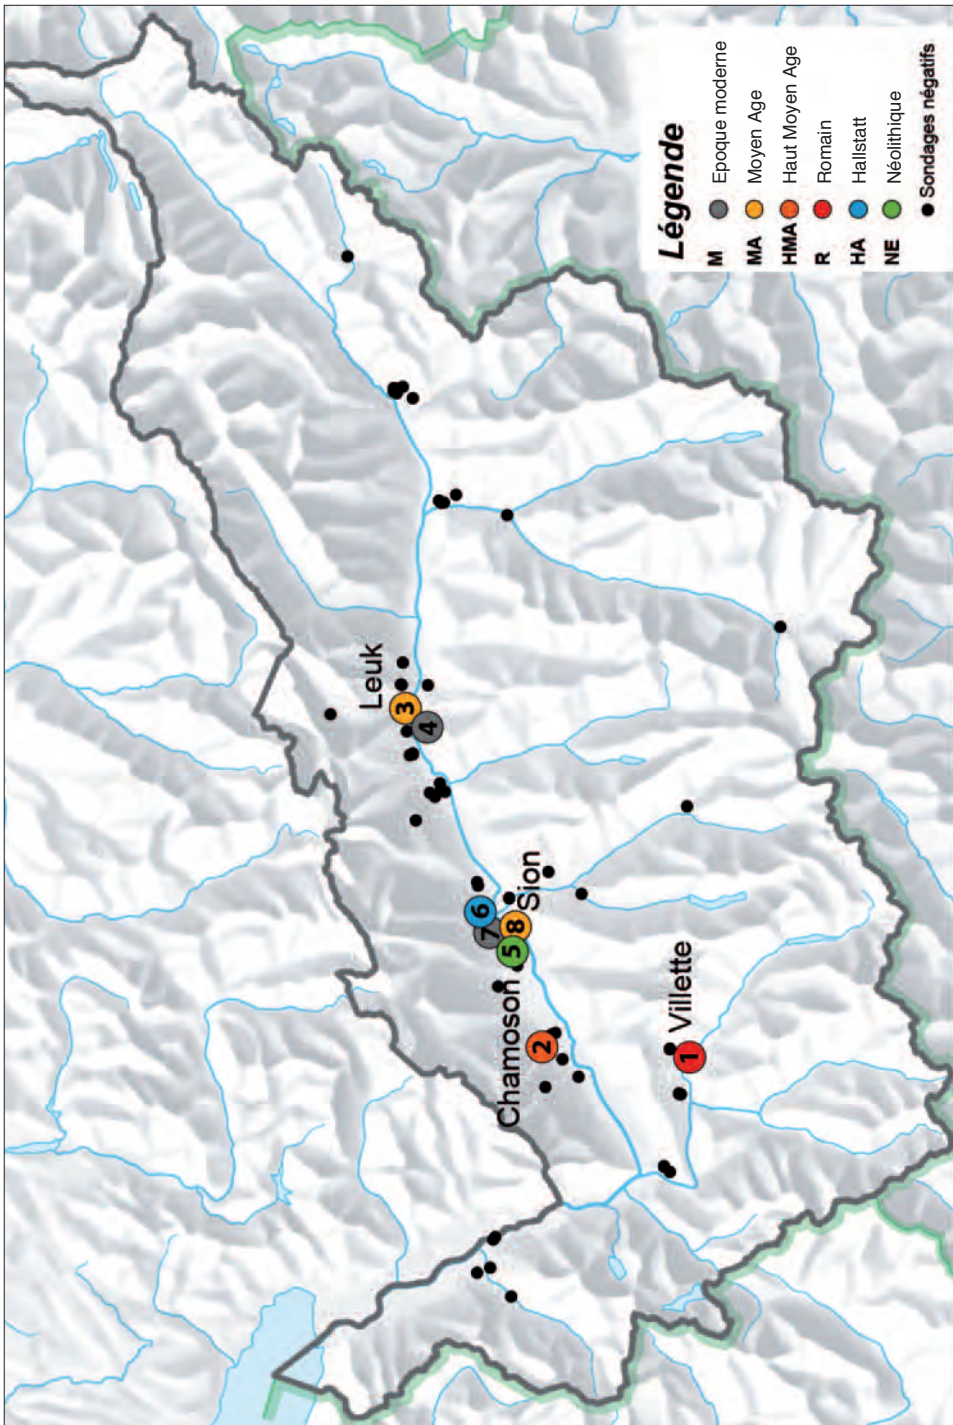 Légende
M Epoque moderne
MA Moyen Age
HMA Haut Moyen Age
R Romain
HA Hallstatt
NE Néolithique
Sondages négatifs
Leuk
3
4
Sion
6
7
8
5
Chamoson
2
Villette
1